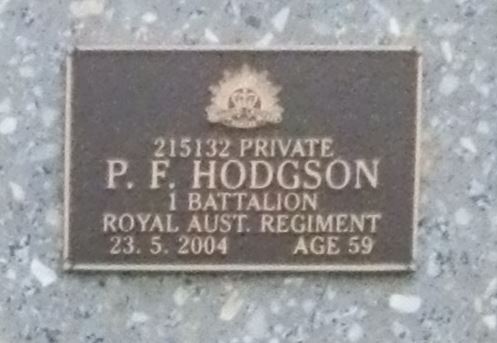 215132 PRIVATE
P. F. HODGSON
1 BATTALION
ROYAL AUST. REGIMENT
23. 5. 2004 AGE 59